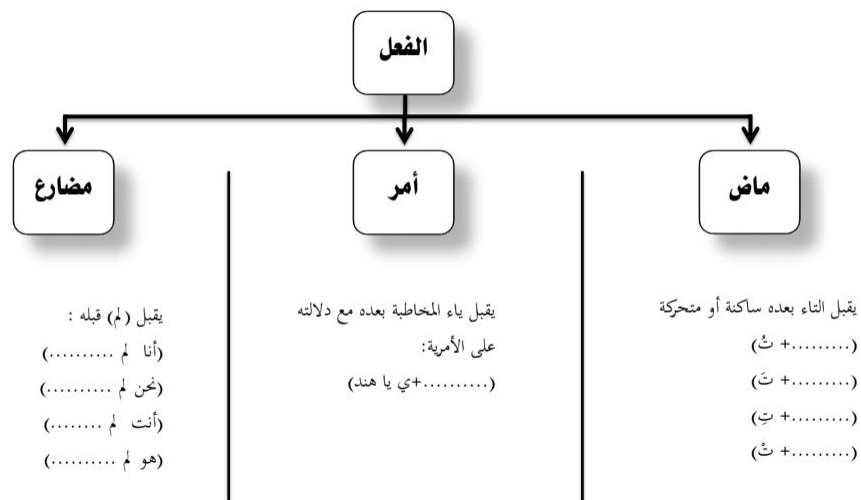 الفعل
ماض
أمر
مضارع
يقبل التاء بعده ساكنة أو متحركة
(.........+ تُ)
(.........+ تَ)
(.........+ تِ)
(.........+ تْ)
يقبل ياء المخاطبة بعده مع دلالته
على الأمرية:
(..........+ي يا هند)
يقبل (لم) قبله :
(أنا لم ..........)
(نحن لم ..........)
(أنت لم ........)
(هو لم ..........)